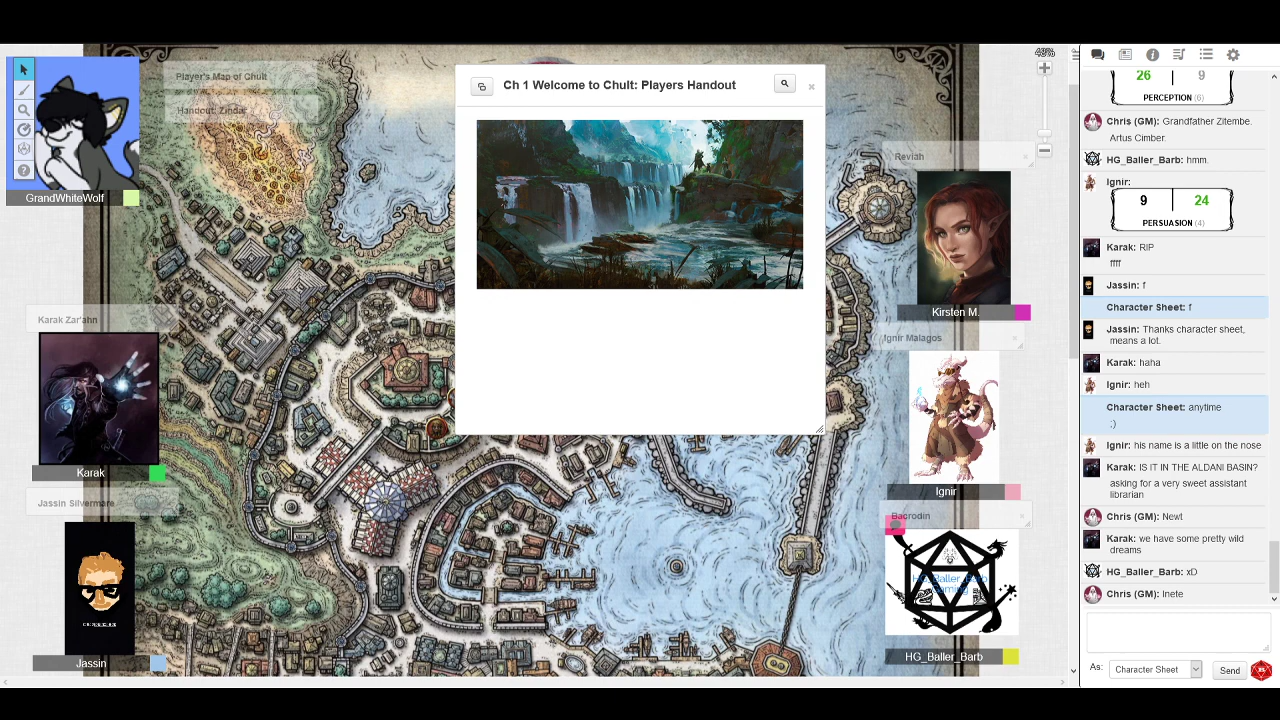 GrandWhiteWolf
Player's Map of Chult
Karak Zar'ahn
Karak
Jassin Silvermare
Jassin
Ch 1 Welcome to Chult: Players Handout
Reviah
Kirsten M.
Ignir Malagos
Ignir
Bacrodin
HG_Baller_Barb
Gaming
HG_Baller_Barb
26 9
PERCEPTION (6)
Chris (GM): Grandfather Zitembe.
Artus Cimber.
HG_Baller_Barb: hmm.
Ignir:
9 24
PERSUASION (4)
Karak: RIP
ffff
Jassin: f
Character Sheet: f
Jassin: Thanks character sheet,
means a lot.
Karak: haha
Ignir: heh
Character Sheet: anytime
;)
Ignir: his name is a little on the nose
Karak: IS IT IN THE ALDANI BASIN?
asking for a very sweet assistant
librarian
Chris (GM): Newt
Karak: we have some pretty wild
dreams
HG_Baller_Barb: xD
Chris (GM): Inete
As: Character Sheet Send